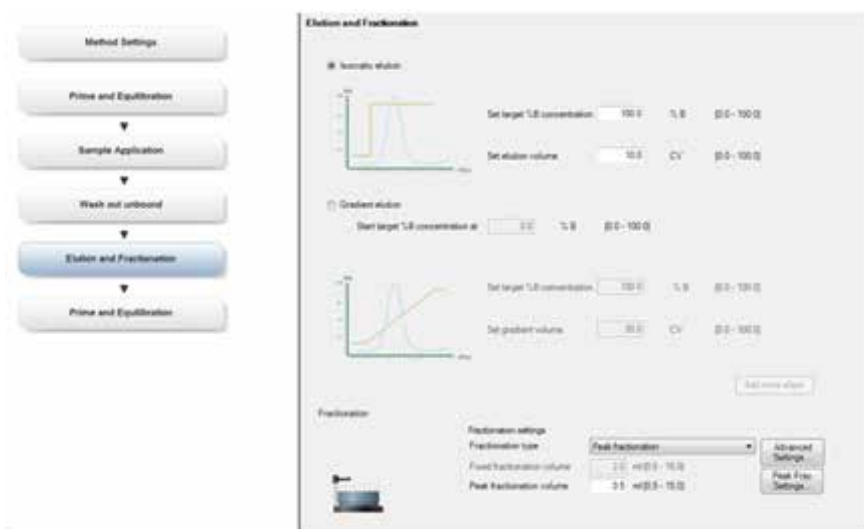 Method Settings
Prime and Equilibration
Sample Application
Wash out unbound
Elution and Fractionation
Prime and Equilibration
Elution and Fractionation
Isocratic elution
Set target %B concentration 100.0 % B [0.0 - 100.0]
Set elution volume 10.0 CV [0.0 - 100.0]
Gradient elution
Start target %B concentration at 0.0 % B [0.0 - 100.0]
Set target %B concentration 100.0 % B [0.0 - 100.0]
Set gradient volume CV [0.0 - 100.0]
Add more steps
Fractionation
Fractionation settings
Fractionation type Peak fractionation Advanced Settings...
Fixed fractionation volume 2.0 ml [0.5 - 15.0]
Peak fractionation volume 0.5 ml [0.5 - 15.0] Peak Frac Settings...